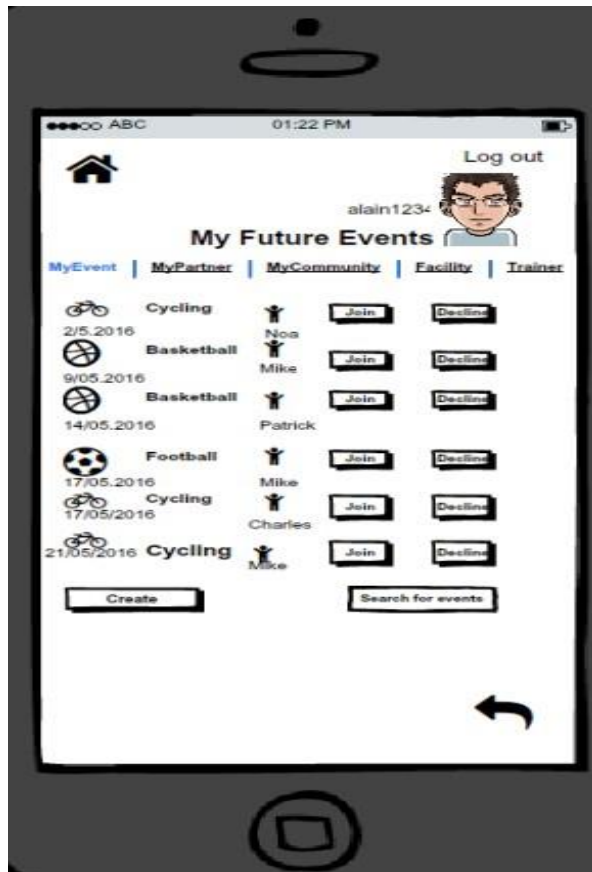 ABC 01:22 PM
Log out
alain1234
My Future Events
MyEvent MyPartner MyCommunity Facility Trainer
Cycling Join Decline
2/5.2016 Noa
Basketball Join Decline
9/05.2016 Mike
Basketball Join Decline
14/05.2016 Patrick
Football Join Decline
17/05.2016 Mike
Cycling Join Decline
17/05/2016 Charles
21/05/2016 Cycling Mike Join Decline
Create Search for events